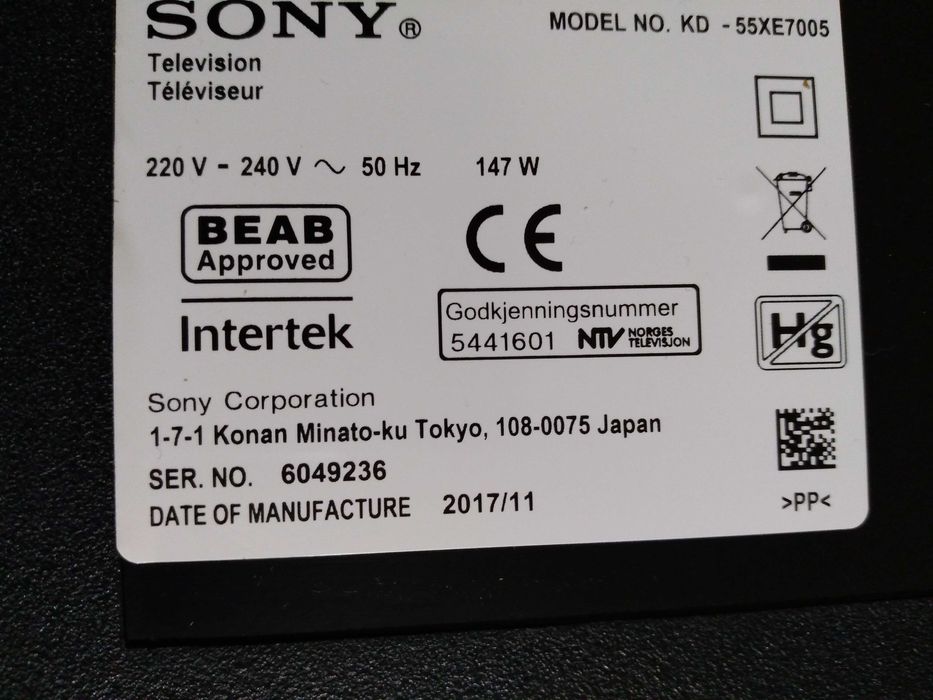 SONY®
MODEL NO. KD - 55XE7005
Television
Téléviseur
220 V - 240 V ~ 50 Hz 147 W
BEAB
Approved
CE
Intertek
Godkjenningsnummer
5441601 NTV NORGES TELEVISJON
Hg
Sony Corporation
1-7-1 Konan Minato-ku Tokyo, 108-0075 Japan
SER. NO. 6049236
DATE OF MANUFACTURE 2017/11
>PP<